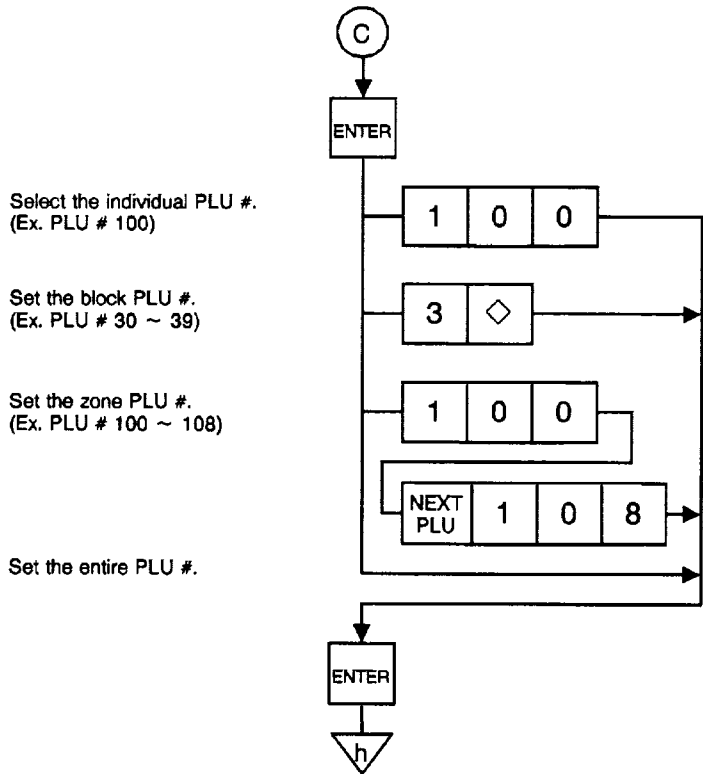 C
ENTER
Select the individual PLU #.
(Ex. PLU # 100)
1 0 0
Set the block PLU #.
(Ex. PLU # 30 ~ 39)
3 ◇
Set the zone PLU #.
(Ex. PLU # 100 ~ 108)
1 0 0
NEXT
PLU
1 0 8
Set the entire PLU #.
ENTER
h